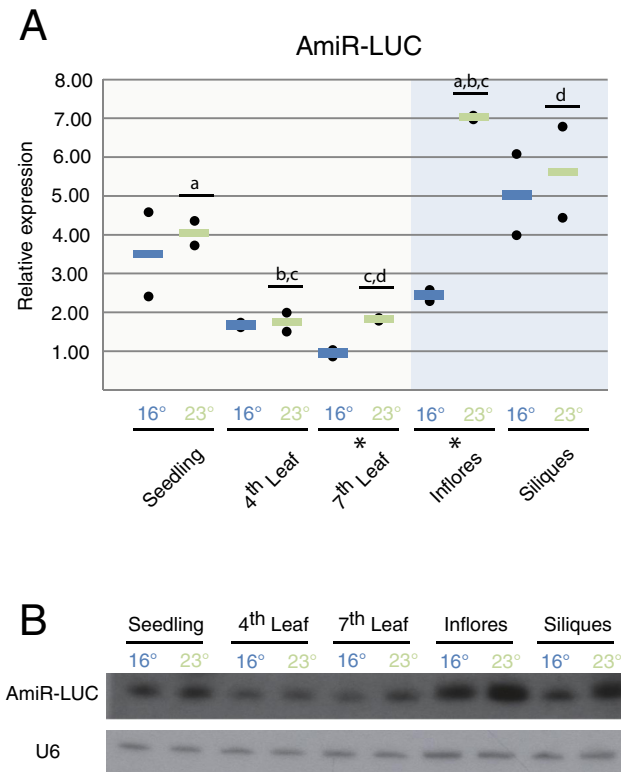 A
AmiR-LUC
Relative expression
8.00
7.00
6.00
5.00
4.00
3.00
2.00
1.00
a
b,c
c,d
a,b,c
d
16° 23° 16° 23° 16° 23° 16° 23° 16° 23°
* *
Seedling
4th Leaf
7th Leaf
Inflores
Siliques
B
Seedling 4th Leaf 7th Leaf Inflores Siliques
16° 23° 16° 23° 16° 23° 16° 23° 16° 23°
AmiR-LUC
U6